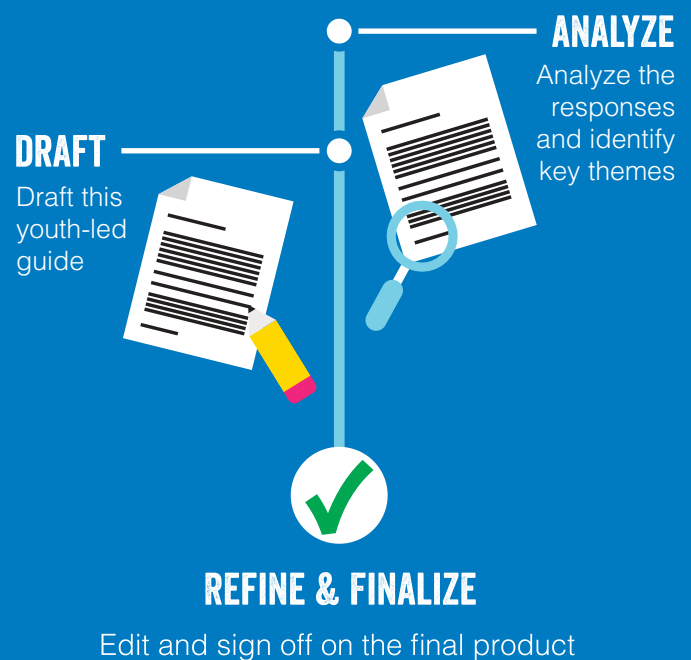 ANALYZE
Analyze the
responses
and identify
key themes
DRAFT
Draft this
youth-led
guide
REFINE & FINALIZE
Edit and sign off on the final product